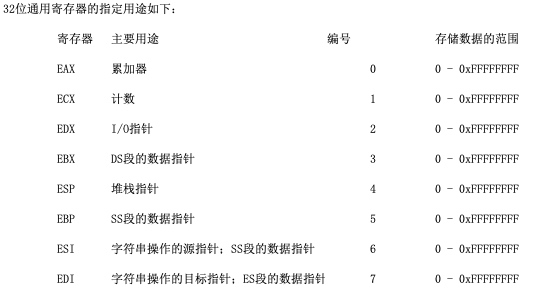 32位通用寄存器的指定用途如下：
寄存器 主要用途 编号 存储数据的范围
EAX 累加器 0 0 - 0xFFFFFFFF
ECX 计数 1 0 - 0xFFFFFFFF
EDX I/O指针 2 0 - 0xFFFFFFFF
EBX DS段的数据指针 3 0 - 0xFFFFFFFF
ESP 堆栈指针 4 0 - 0xFFFFFFFF
EBP SS段的数据指针 5 0 - 0xFFFFFFFF
ESI 字符串操作的源指针；SS段的数据指针 6 0 - 0xFFFFFFFF
EDI 字符串操作的目标指针；ES段的数据指针 7 0 - 0xFFFFFFFF